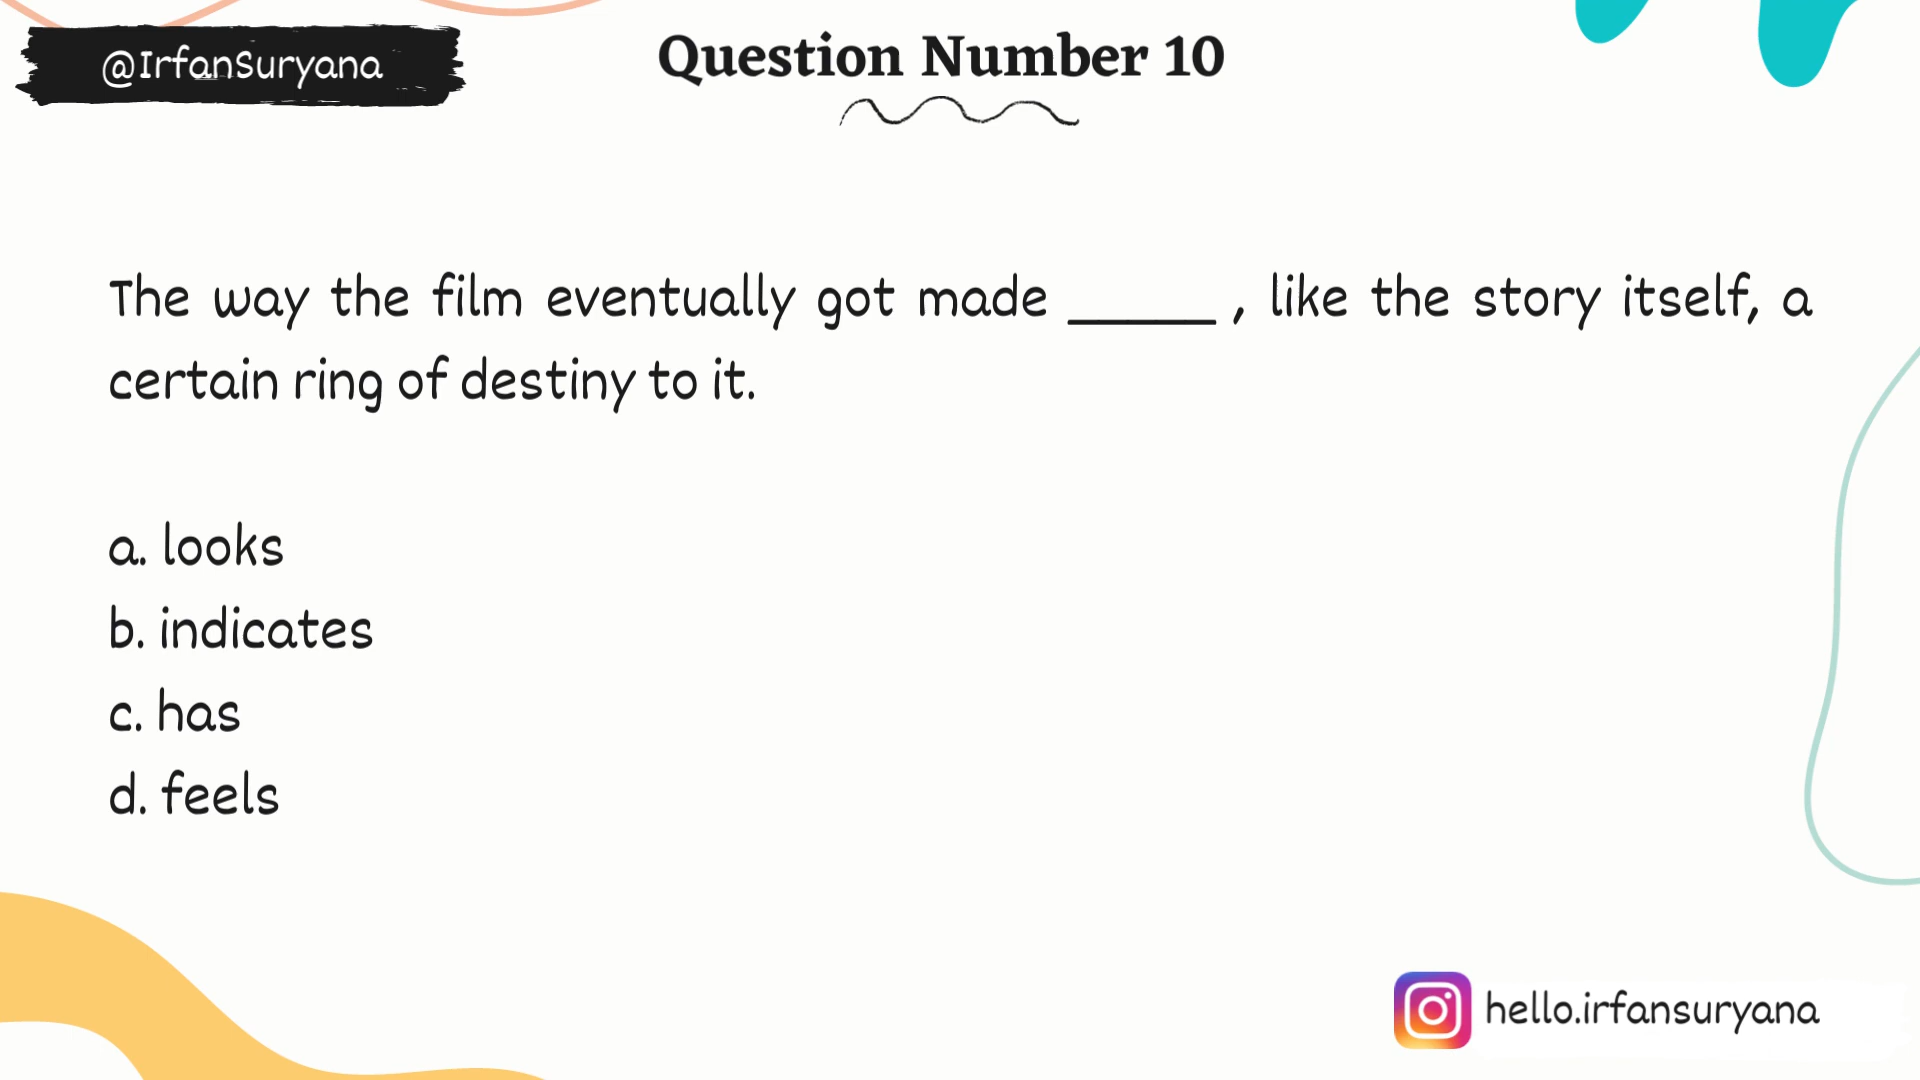 @IrfanSuryana
Question Number 10
The way the film eventually got made _____ , like the story itself, a
certain ring of destiny to it.
a. looks
b. indicates
c. has
d. feels
hello.irfansuryana